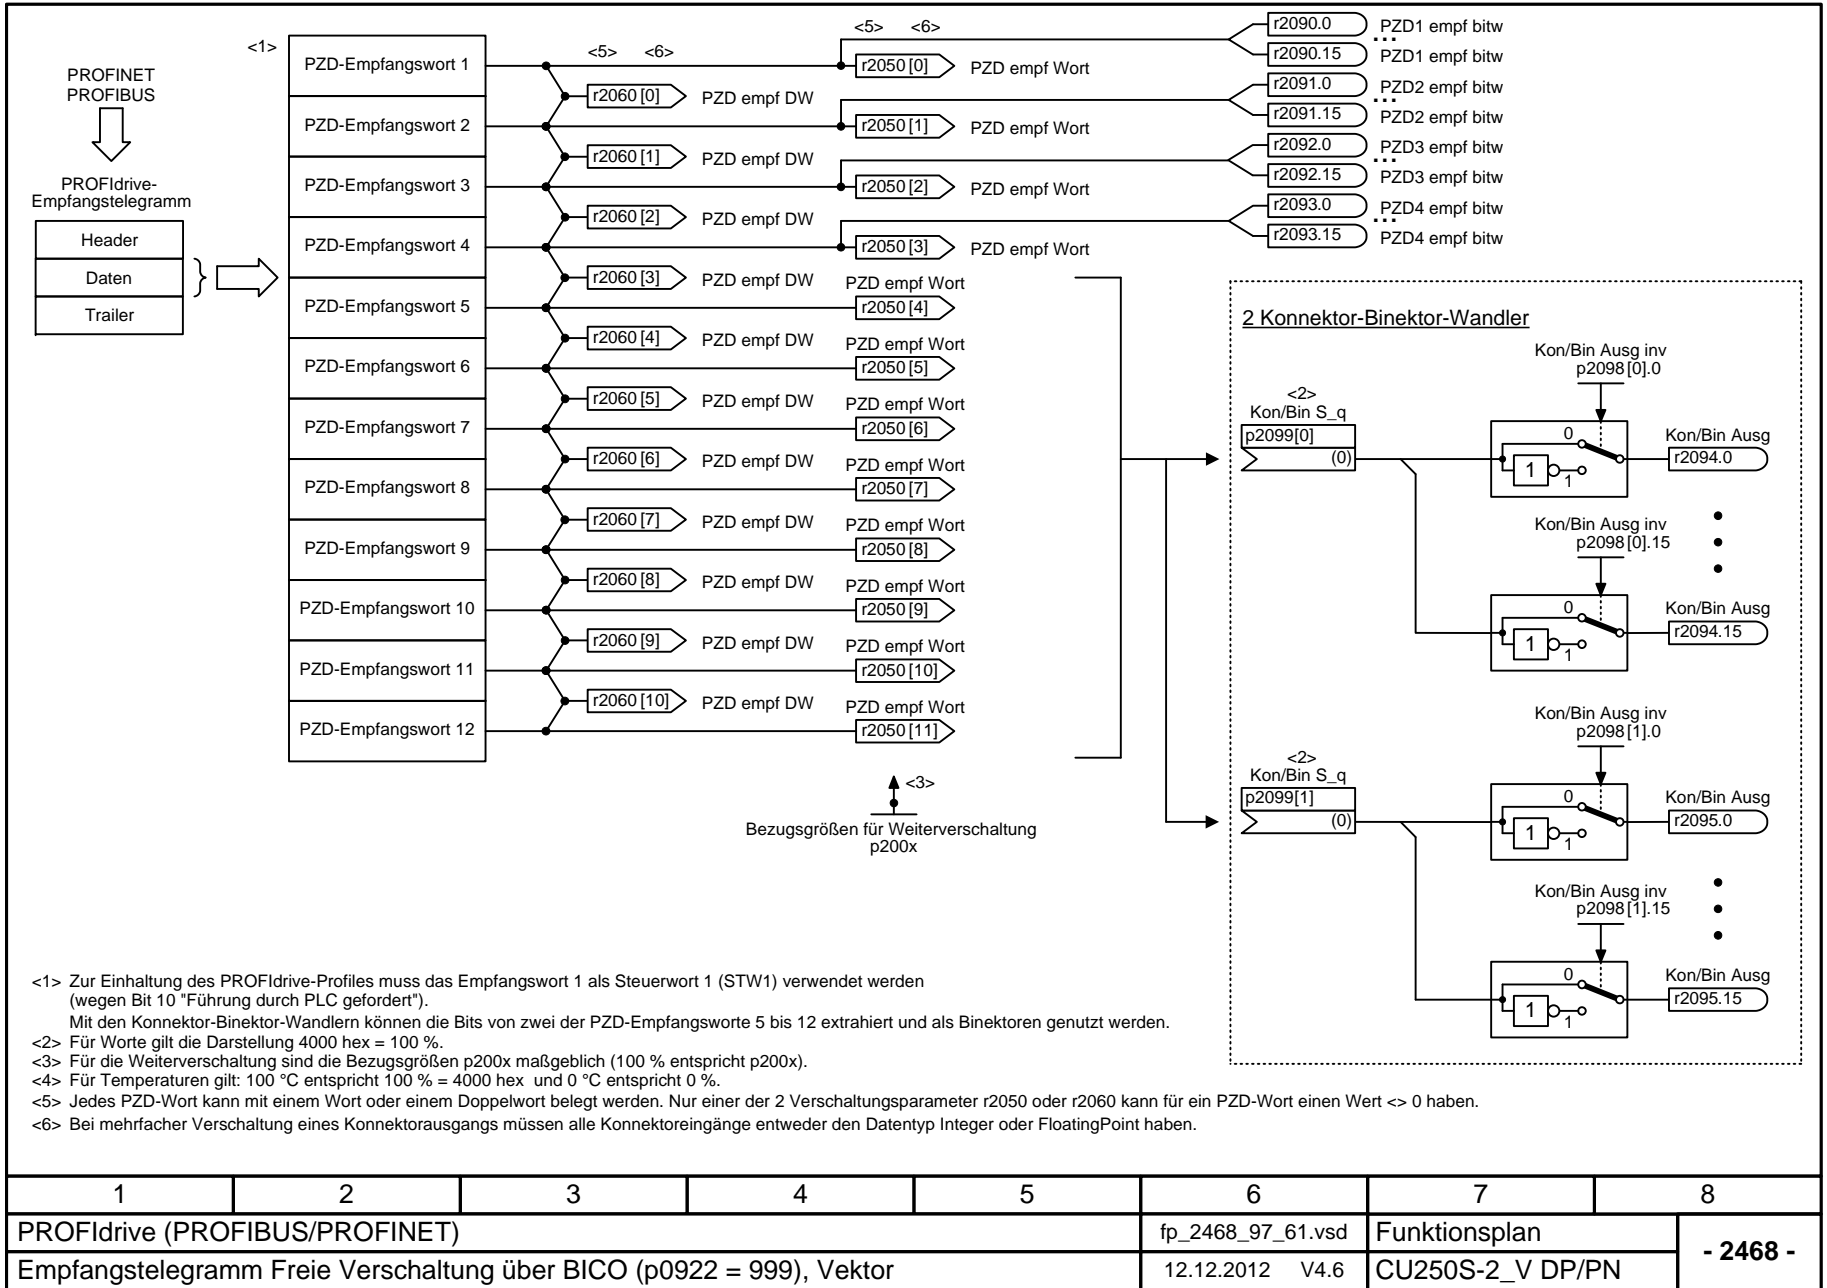 PROFINET
PROFIBUS
PROFIdrive-
Empfangstelegramm
Header
Daten
Trailer
<1>
PZD-Empfangswort 1
PZD-Empfangswort 2
PZD-Empfangswort 3
PZD-Empfangswort 4
PZD-Empfangswort 5
PZD-Empfangswort 6
PZD-Empfangswort 7
PZD-Empfangswort 8
PZD-Empfangswort 9
PZD-Empfangswort 10
PZD-Empfangswort 11
PZD-Empfangswort 12
<5> <6>
r2060 [0] PZD empf DW
r2060 [1] PZD empf DW
r2060 [2] PZD empf DW
r2060 [3] PZD empf DW
r2060 [4] PZD empf DW
r2060 [5] PZD empf DW
r2060 [6] PZD empf DW
r2060 [7] PZD empf DW
r2060 [8] PZD empf DW
r2060 [9] PZD empf DW
r2060 [10] PZD empf DW
<5> <6>
r2050 [0] PZD empf Wort
r2050 [1] PZD empf Wort
r2050 [2] PZD empf Wort
r2050 [3] PZD empf Wort
PZD empf Wort
r2050 [4]
PZD empf Wort
r2050 [5]
PZD empf Wort
r2050 [6]
PZD empf Wort
r2050 [7]
PZD empf Wort
r2050 [8]
PZD empf Wort
r2050 [9]
PZD empf Wort
r2050 [10]
PZD empf Wort
r2050 [11]
<3>
Bezugsgrößen für Weiterverschaltung
p200x
r2090.0 PZD1 empf bitw
...
r2090.15 PZD1 empf bitw
r2091.0 PZD2 empf bitw
...
r2091.15 PZD2 empf bitw
r2092.0 PZD3 empf bitw
...
r2092.15 PZD3 empf bitw
r2093.0 PZD4 empf bitw
...
r2093.15 PZD4 empf bitw
2 Konnektor-Binektor-Wandler
<2>
Kon/Bin S_q
p2099[0]
(0)
Kon/Bin Ausg inv
p2098 [0].0
0
1
1
Kon/Bin Ausg
r2094.0
Kon/Bin Ausg inv
p2098 [0].15
0
1
1
Kon/Bin Ausg
r2094.15
<2>
Kon/Bin S_q
p2099[1]
(0)
Kon/Bin Ausg inv
p2098 [1].0
0
1
1
Kon/Bin Ausg
r2095.0
Kon/Bin Ausg inv
p2098 [1].15
0
1
1
Kon/Bin Ausg
r2095.15
<1> Zur Einhaltung des PROFIdrive-Profiles muss das Empfangswort 1 als Steuerwort 1 (STW1) verwendet werden
(wegen Bit 10 "Führung durch PLC gefordert").
Mit den Konnektor-Binektor-Wandlern können die Bits von zwei der PZD-Empfangsworte 5 bis 12 extrahiert und als Binektoren genutzt werden.
<2> Für Worte gilt die Darstellung 4000 hex = 100 %.
<3> Für die Weiterverschaltung sind die Bezugsgrößen p200x maßgeblich (100 % entspricht p200x).
<4> Für Temperaturen gilt: 100 °C entspricht 100 % = 4000 hex und 0 °C entspricht 0 %.
<5> Jedes PZD-Wort kann mit einem Wort oder einem Doppelwort belegt werden. Nur einer der 2 Verschaltungsparameter r2050 oder r2060 kann für ein PZD-Wort einen Wert <> 0 haben.
<6> Bei mehrfacher Verschaltung eines Konnektorausgangs müssen alle Konnektoreingänge entweder den Datentyp Integer oder FloatingPoint haben.
1 2 3 4 5 6 7 8
PROFIdrive (PROFIBUS/PROFINET) fp_2468_97_61.vsd Funktionsplan
- 2468 -
Empfangstelegramm Freie Verschaltung über BICO (p0922 = 999), Vektor 12.12.2012 V4.6 CU250S-2_V DP/PN